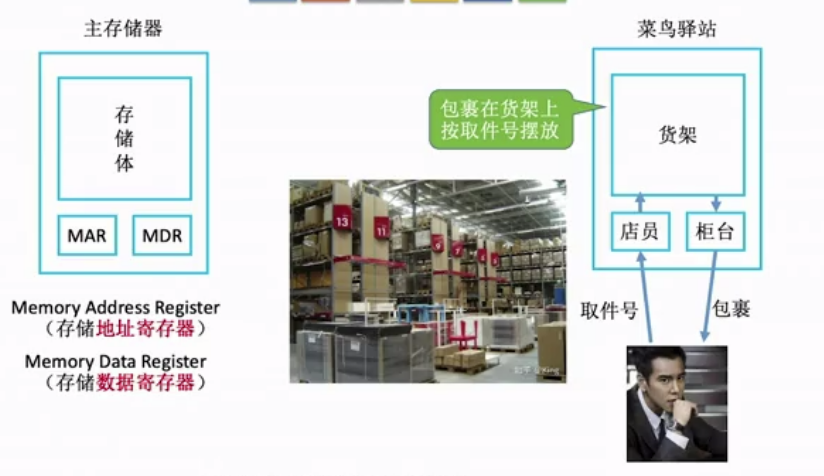 主存储器
存
储
体
MAR
MDR
Memory Address Register
（存储地址寄存器）
Memory Data Register
（存储数据寄存器）
13
11
9
7
包裹在货架上
按取件号摆放
菜鸟驿站
货架
店员
柜台
取件号
包裹